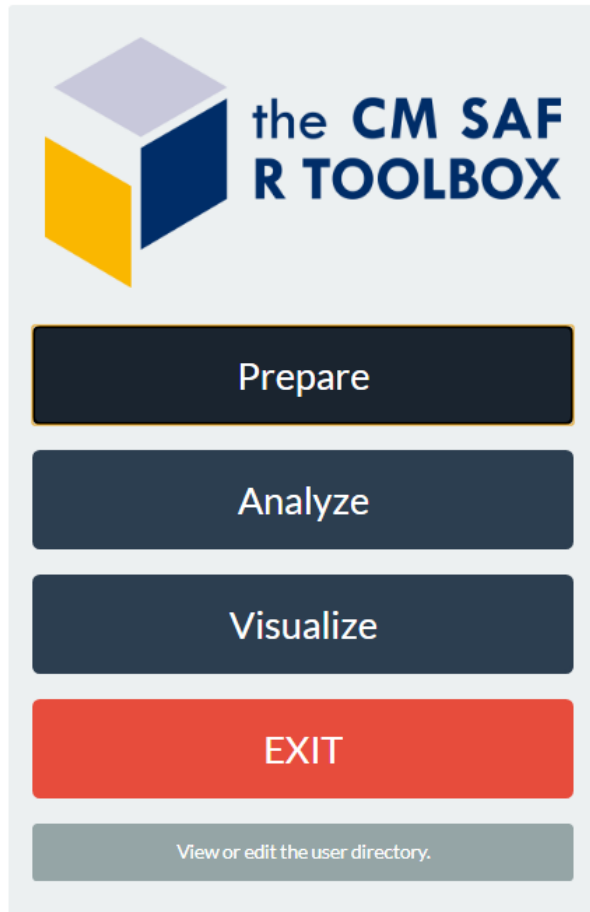 the CM SAF
R TOOLBOX
Prepare
Analyze
Visualize
EXIT
View or edit the user directory.